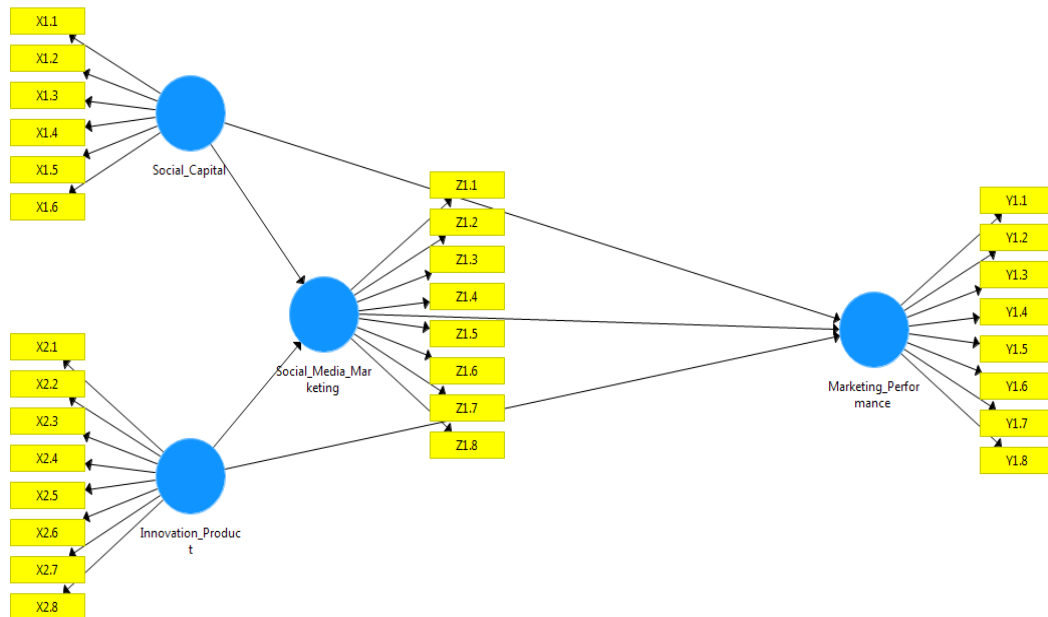 X1.1
X1.2
X1.3
X1.4
X1.5
X1.6
Social_Capital
Z1.1
Z1.2
Z1.3
Z1.4
Z1.5
Z1.6
Z1.7
Z1.8
Social_Media_Mar
keting
Y1.1
Y1.2
Y1.3
Y1.4
Y1.5
Y1.6
Y1.7
Y1.8
Marketing_Perfor
mance
X2.1
X2.2
X2.3
X2.4
X2.5
X2.6
X2.7
X2.8
Innovation_Produc
t